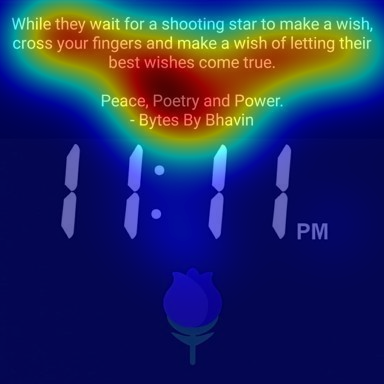 While they wait for a shooting star to make a wish,
cross your fingers and make a wish of letting their
best wishes come true.
Peace, Poetry and Power.
- Bytes By Bhavin
11:11 PM